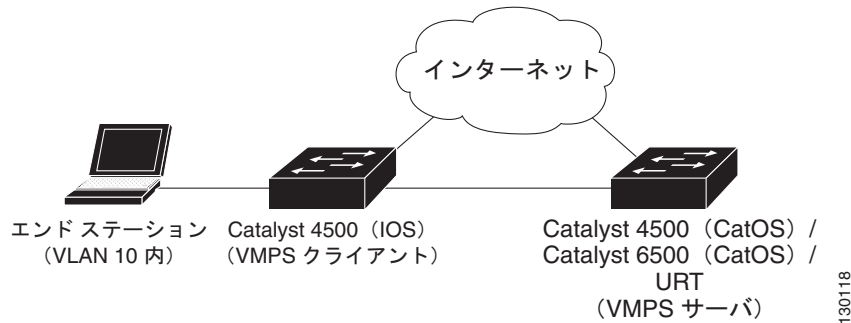 インターネット
エンド ステーション
（VLAN 10 内）
Catalyst 4500（IOS）
（VMPS クライアント）
Catalyst 4500（CatOS）/
Catalyst 6500（CatOS）/
URT
（VMPS サーバ）
130118